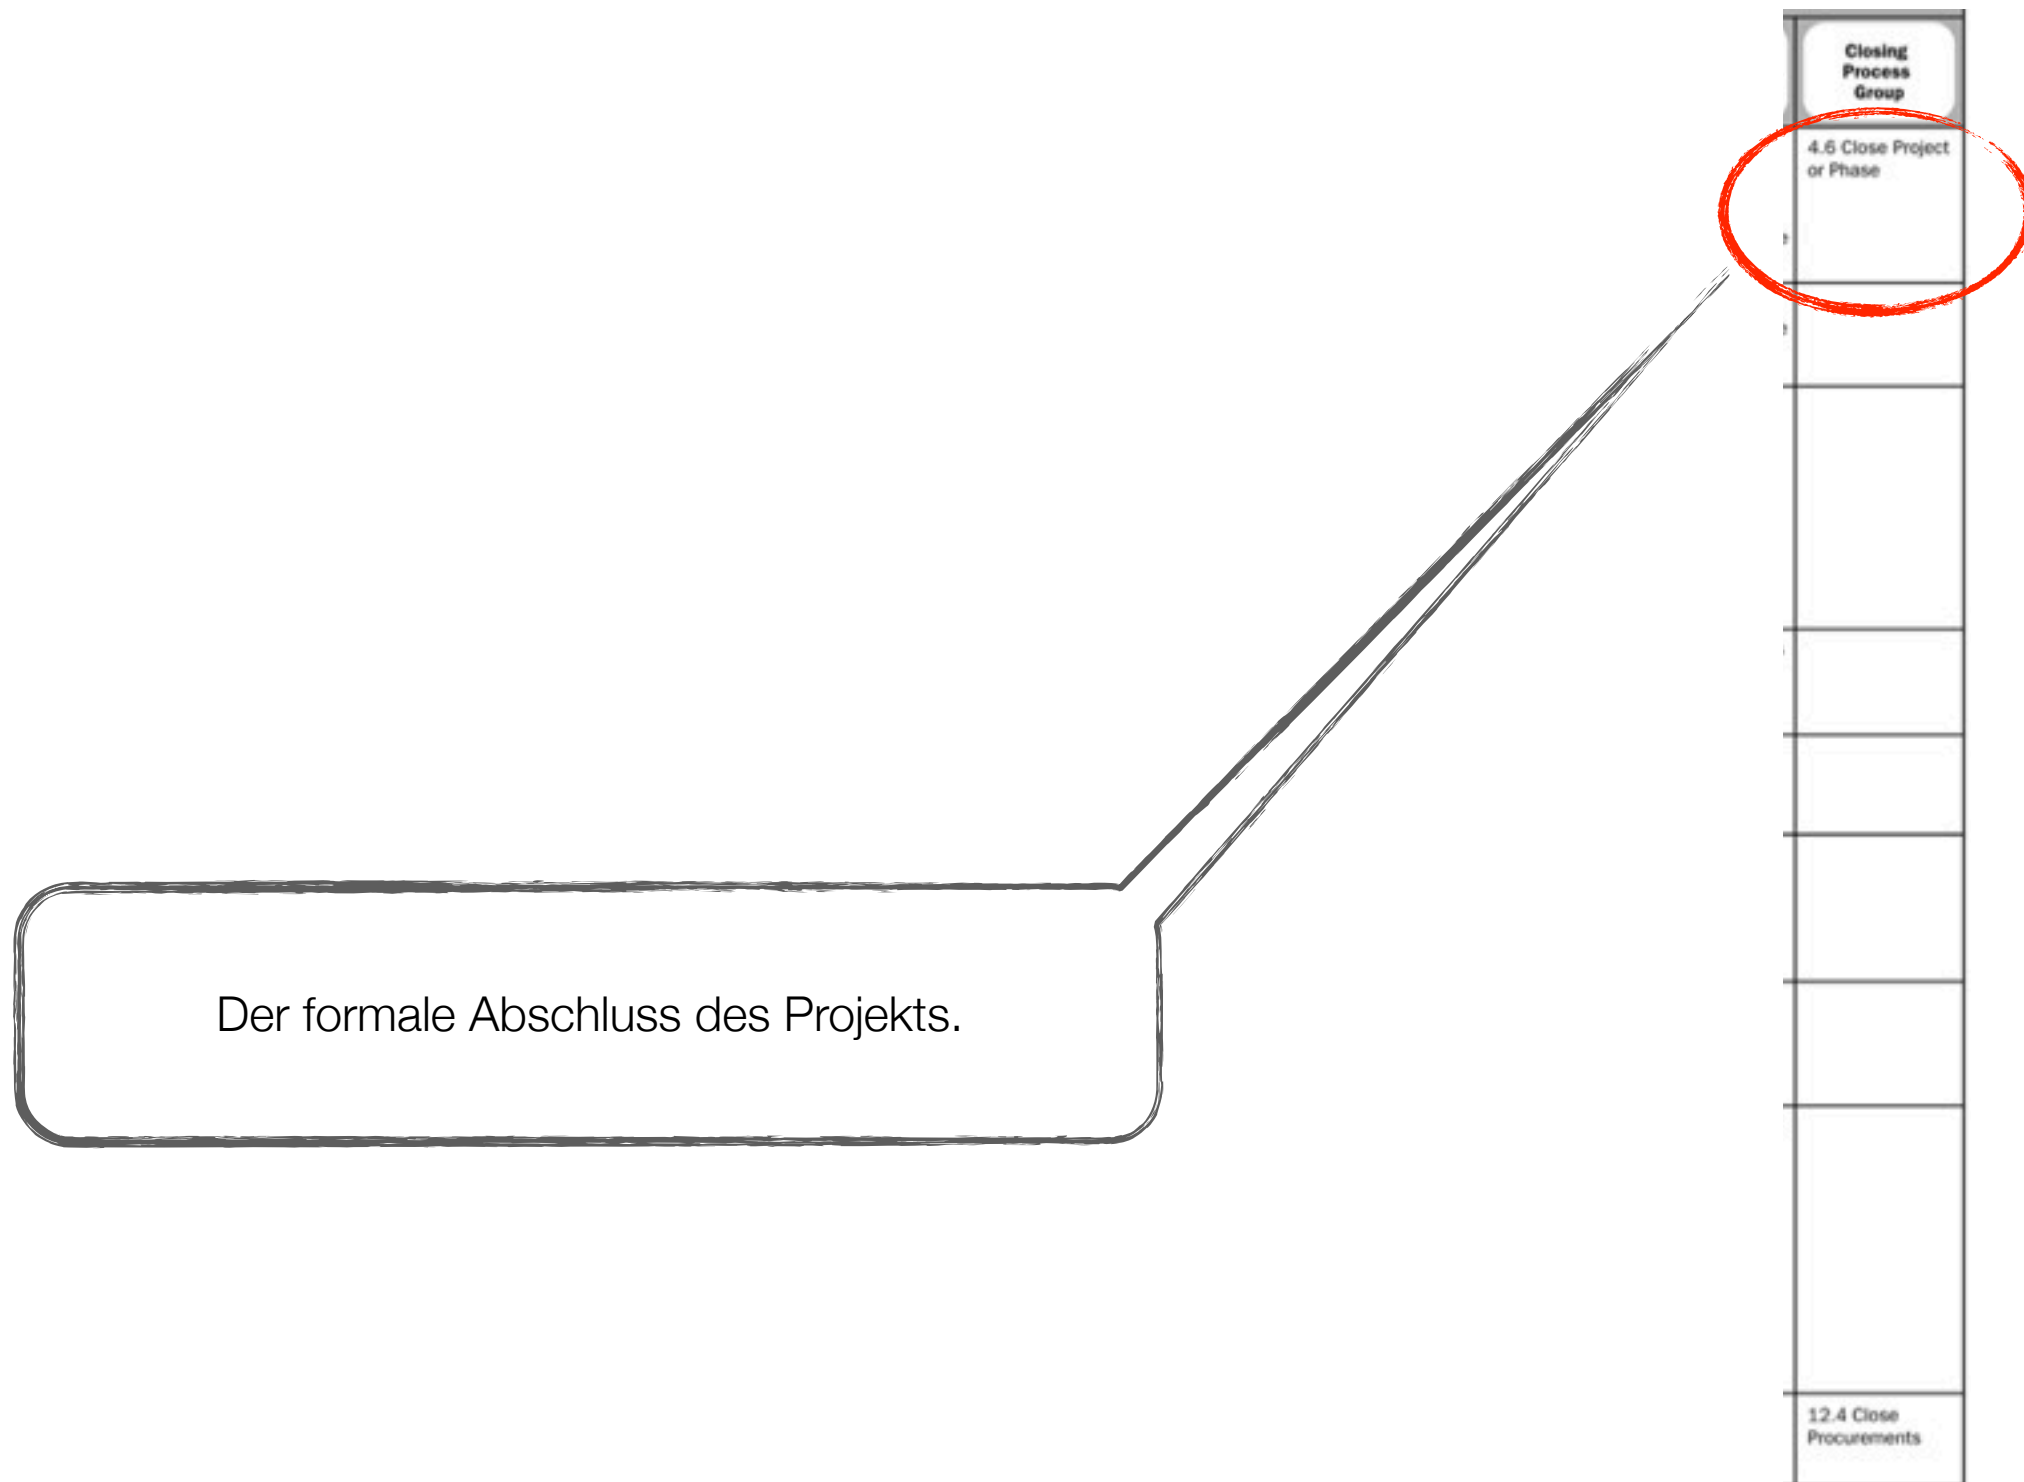 Closing
Process
Group
4.6 Close Project
or Phase
Der formale Abschluss des Projekts.
12.4 Close
Procurements